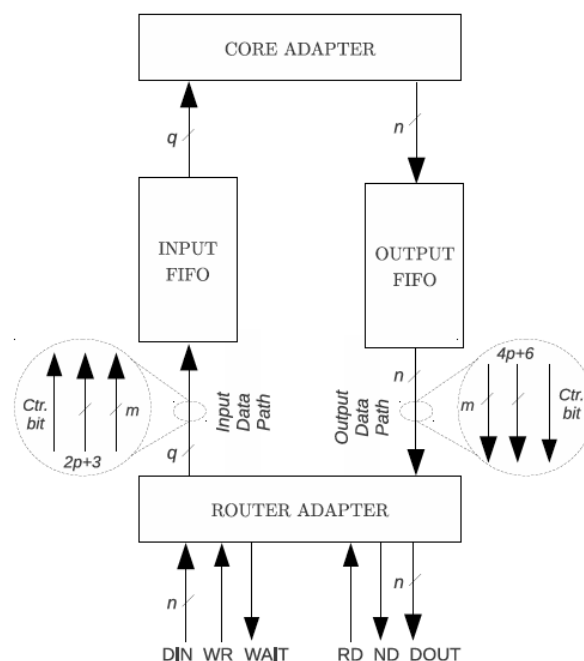 CORE ADAPTER
q
n
INPUT
FIFO
OUTPUT
FIFO
Ctr.
bit
m
2p+3
Input
Data
Path
q
Output
Data
Path
n
4p+6
m
Ctr.
bit
ROUTER ADAPTER
n
n
DIN WR WAIT RD ND DOUT